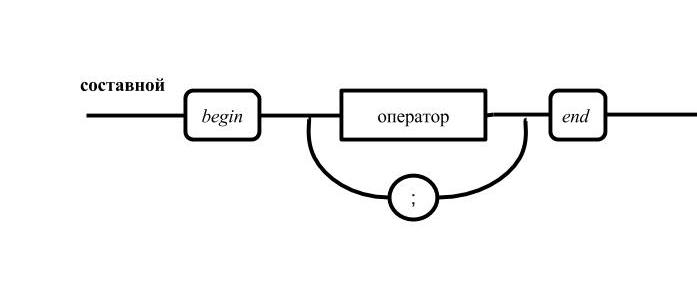 составной
begin
оператор
end
;